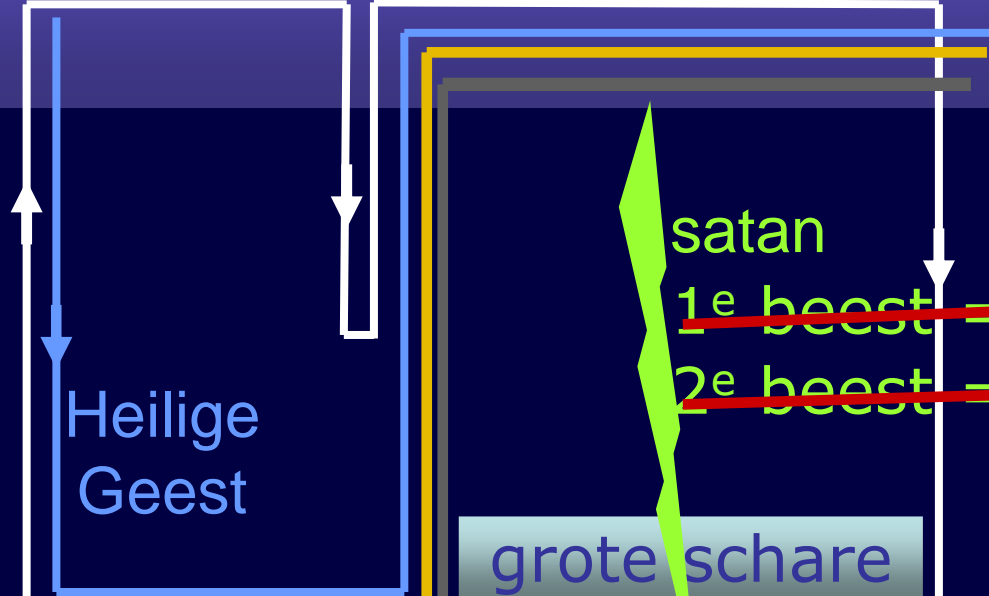 satan
1e beest =
2e beest =
Heilige
Geest
grote schare